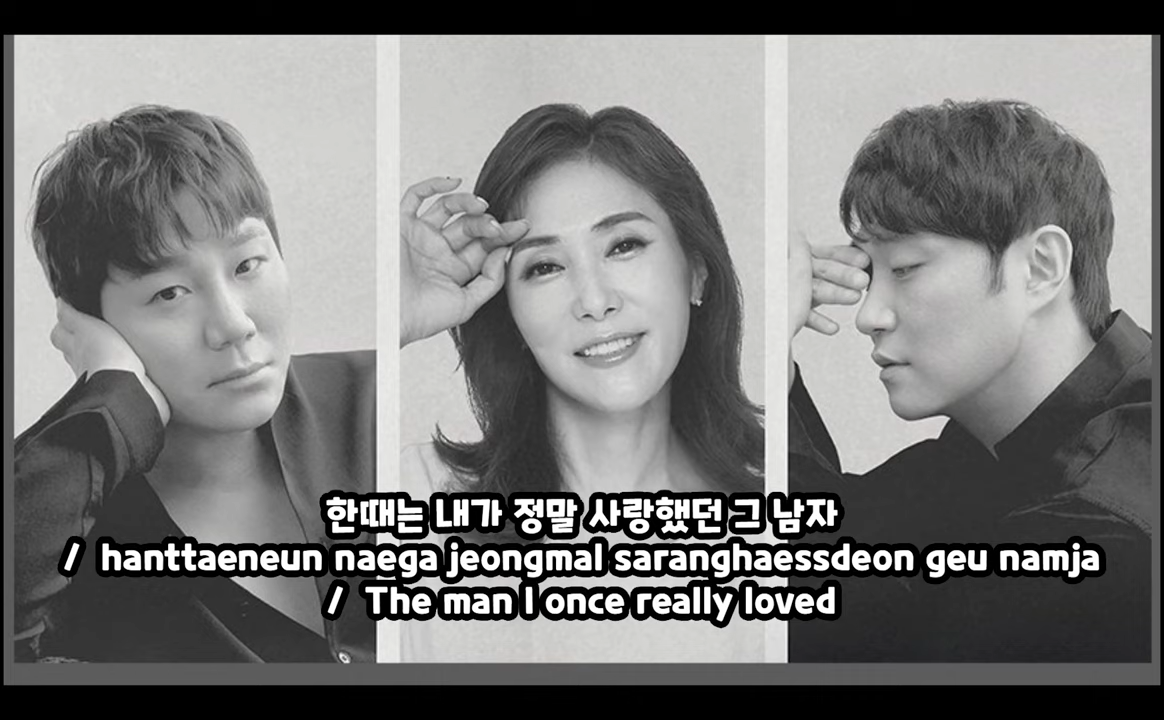 한때는 내가 정말 사랑했던 그 남자
/ hanttaeneun naega jeongmal saranghaessdeon geu namja
/ The man I once really loved